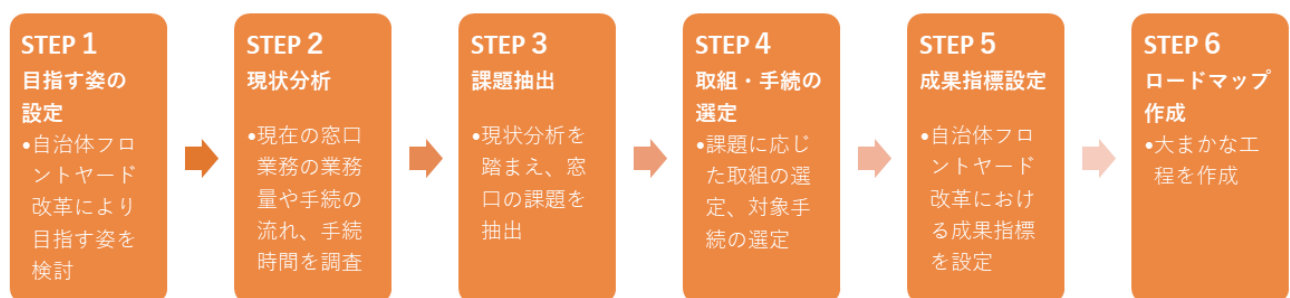 STEP 1
目指す姿の
設定
•自治体フロ
ントヤード
改革により
目指す姿を
検討
STEP 2
現状分析
•現在の窓口
業務の業務
量や手続の
流れ、手続
時間を調査
STEP 3
課題抽出
•現状分析を
踏まえ、窓
口の課題を
抽出
STEP 4
取組・手続の
選定
•課題に応じ
た取組の選
定、対象手
続の選定
STEP 5
成果指標設定
•自治体フロ
ントヤード
改革におけ
る成果指標
を設定
STEP 6
ロードマップ
作成
•大まかな工
程を作成